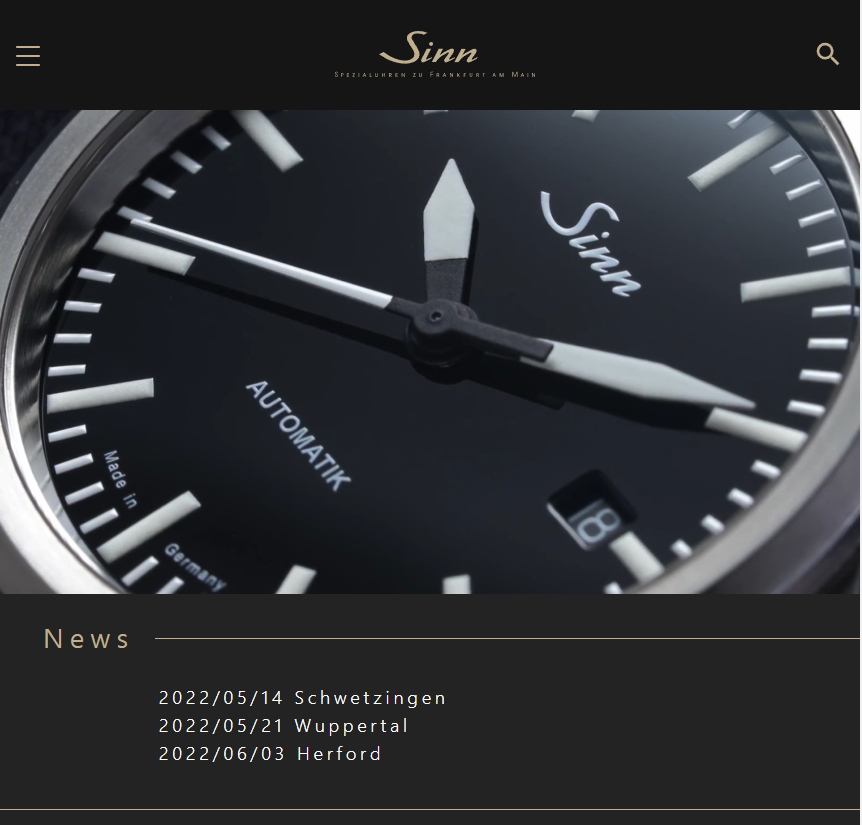 Sinn
SPEZIALUHREN ZU FRANKFURT AM MAIN
Sinn
AUTOMATIK
Made in
Germany
18
News
2022/05/14 Schwetzingen
2022/05/21 Wuppertal
2022/06/03 Herford